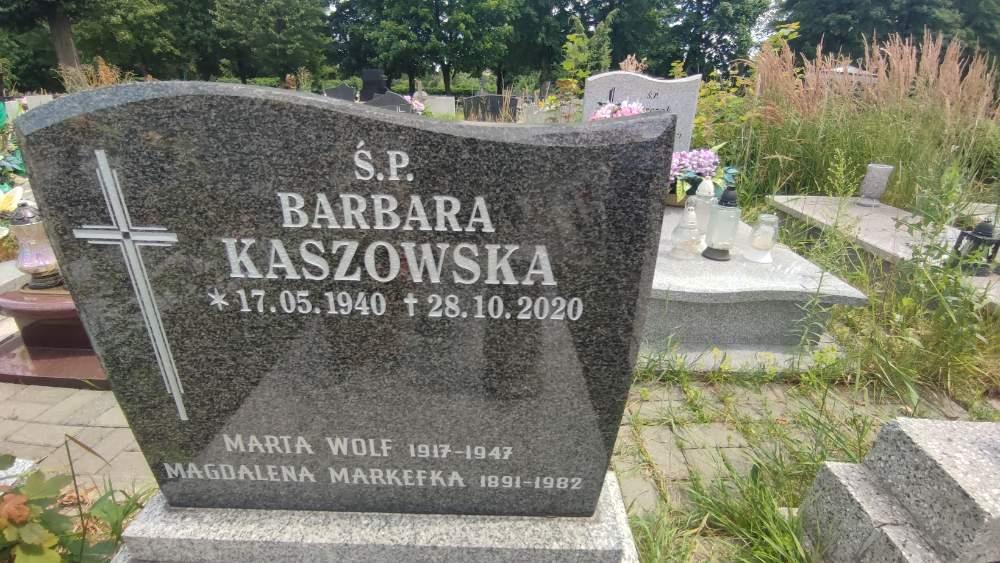 Ś.P.
BARBARA
KASZOWSKA
* 17.05.1940 † 28.10.2020
MARTA WOLF 1917-1947
MAGDALENA MARKEFKA 1891-1982
Ś.P.